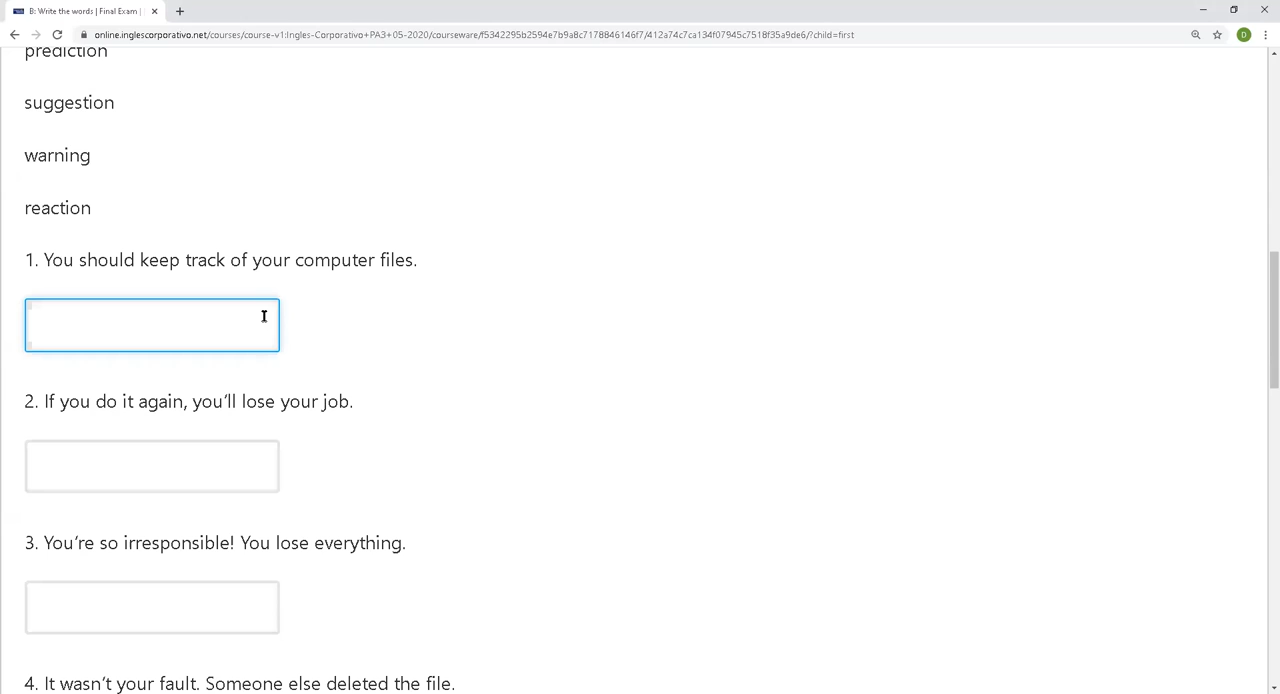 B: Write the words | Final Exam |
online.inglescorporativo.net/courses/course-v1:Ingles-Corporativo+PA3+05-2020/courseware/f5342295b2594e7b9a8c7178846146f7/412a74c7ca134f07945c7518f35a9de6/?child=first
D
prediction
suggestion
warning
reaction
1. You should keep track of your computer files.
2. If you do it again, you’ll lose your job.
3. You’re so irresponsible! You lose everything.
4. It wasn’t your fault. Someone else deleted the file.